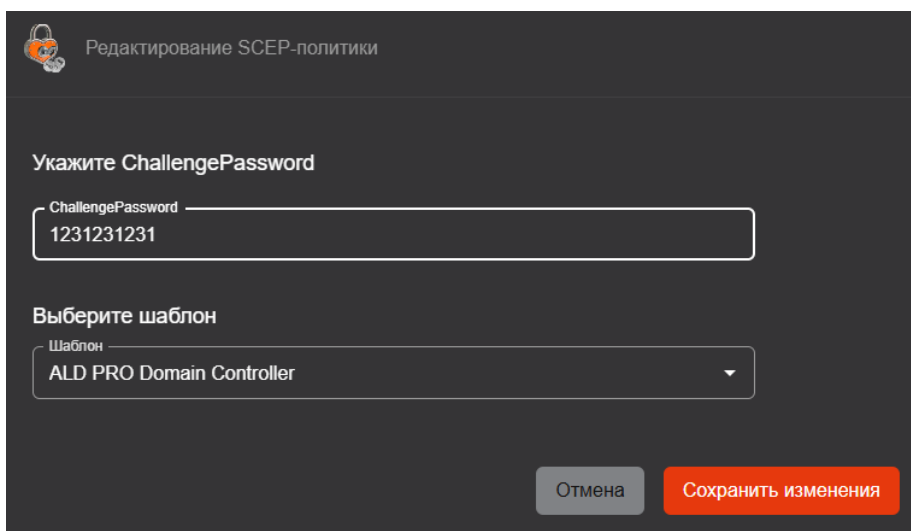 Редактирование SCEP-политики
Укажите ChallengePassword
ChallengePassword
1231231231
Выберите шаблон
Шаблон
ALD PRO Domain Controller
Отмена
Сохранить изменения